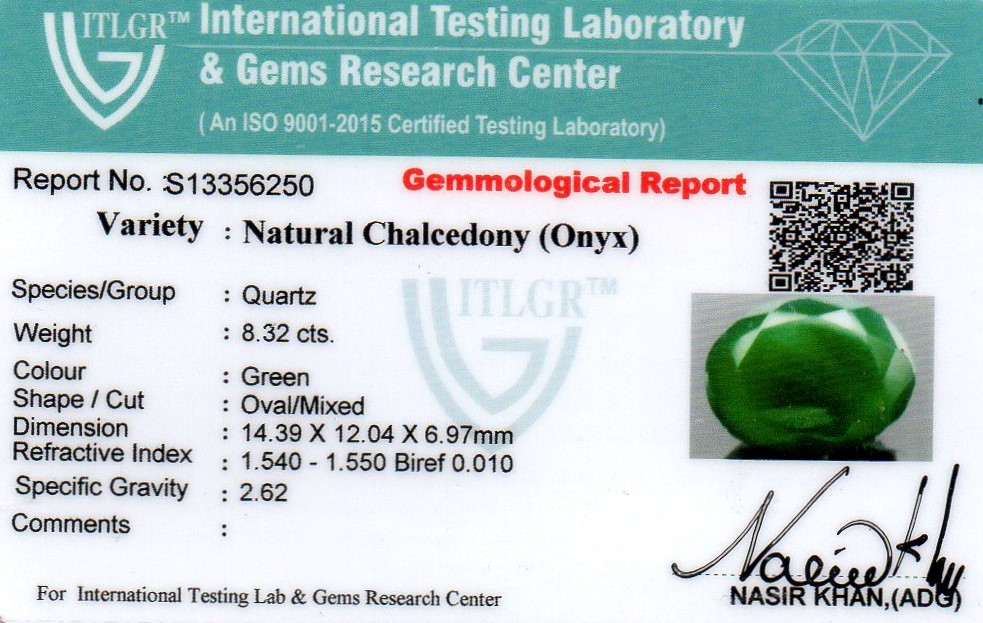 ITLGR™
International Testing Laboratory
& Gems Research Center
( An ISO 9001-2015 Certified Testing Laboratory)
Report No. :S13356250
Gemmological Report
Variety : Natural Chalcedony (Onyx)
ITLGR™
Species/Group : Quartz
Weight : 8.32 cts.
Colour : Green
Shape / Cut : Oval/Mixed
Dimension : 14.39 X 12.04 X 6.97mm
Refractive Index : 1.540 - 1.550 Biref 0.010
Specific Gravity : 2.62
Comments :
Nasir Khan
NASIR KHAN,(ADG)
For International Testing Lab & Gems Research Center